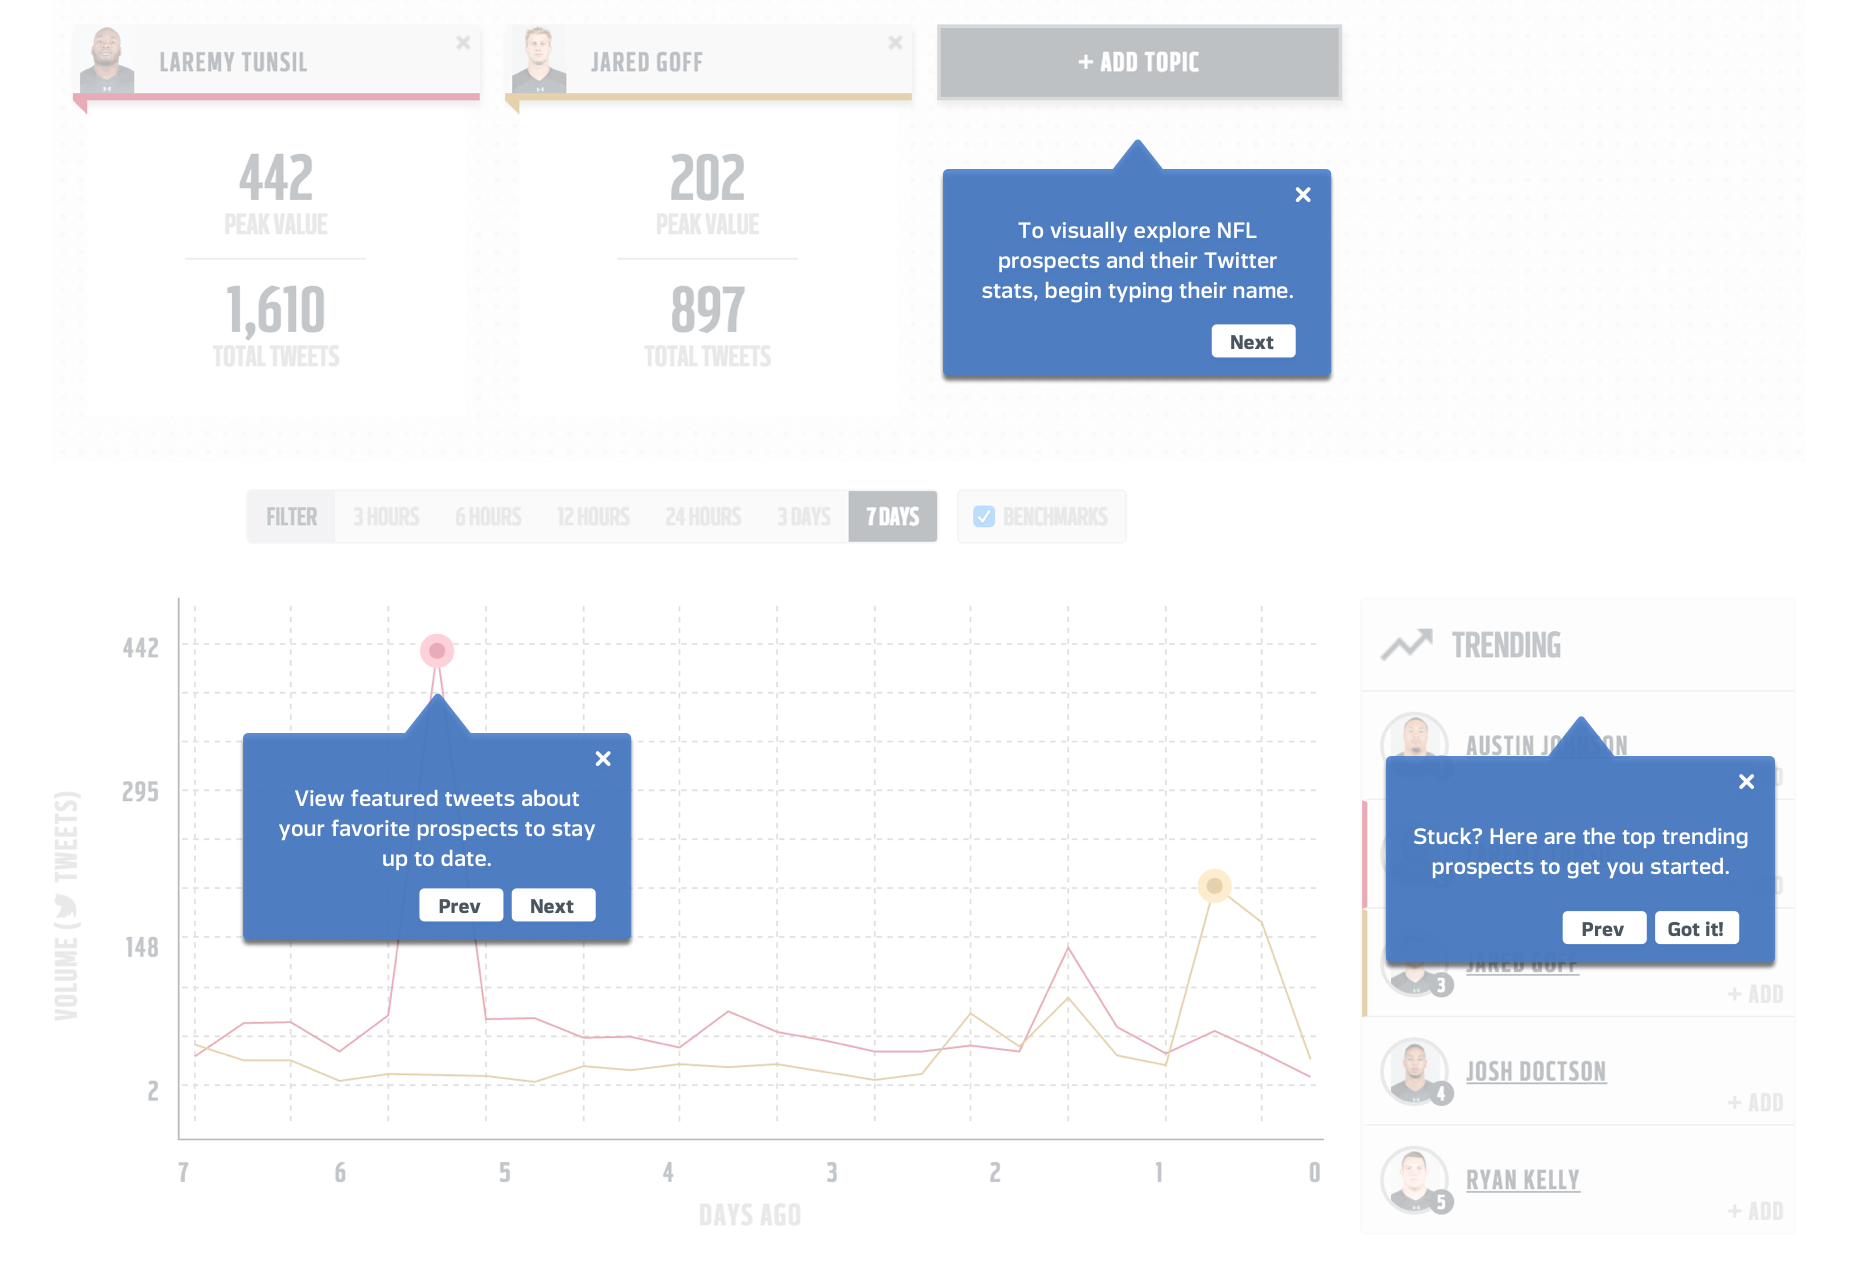 LAREMY TUNSIL
JARED GOFF
+ ADD TOPIC
442
PEAK VALUE
1,610
TOTAL TWEETS
202
PEAK VALUE
897
TOTAL TWEETS
To visually explore NFL
prospects and their Twitter
stats, begin typing their name.
Next
FILTER 3 HOURS 6 HOURS 12 HOURS 24 HOURS 3 DAYS 7 DAYS
BENCHMARKS
442
295
148
2
VOLUME ( TWEETS)
7 6 5 4 3 2 1 0
DAYS AGO
View featured tweets about
your favorite prospects to stay
up to date.
Prev Next
TRENDING
AUSTIN JOHNSON
Stuck? Here are the top trending
prospects to get you started.
Prev Got it!
JARED GOFF
3
+ ADD
JOSH DOCTSON
4
+ ADD
RYAN KELLY
5
+ ADD